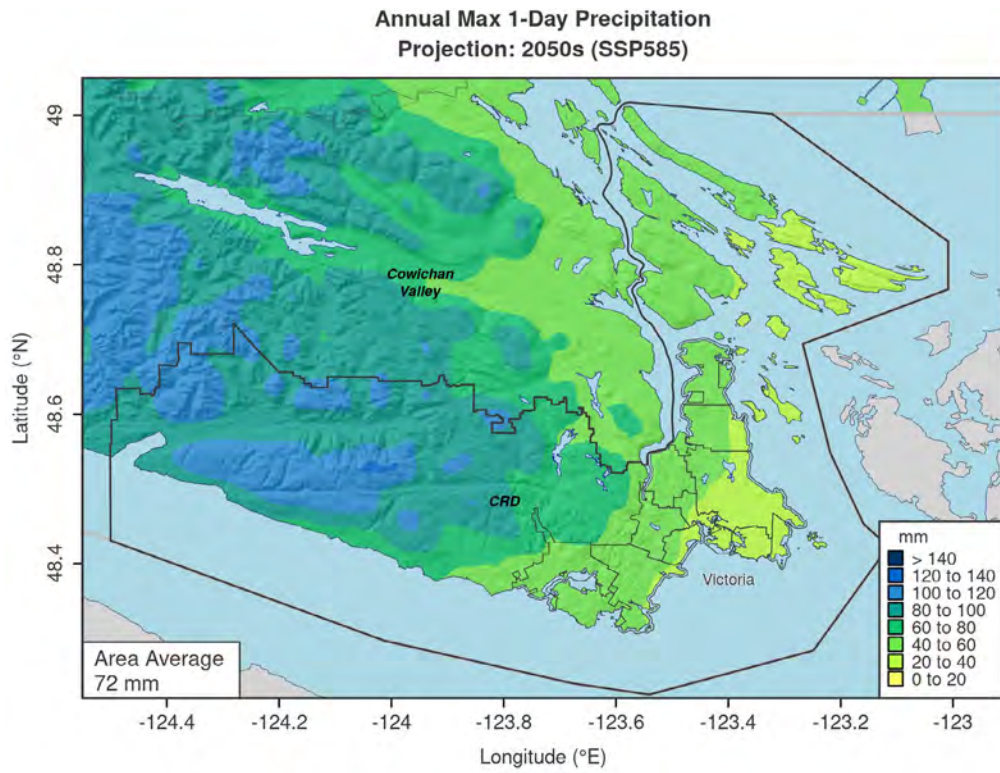 Annual Max 1-Day Precipitation
Projection: 2050s (SSP585)
49
48.8
48.6
48.4
Latitude (°N)
Cowichan
Valley
CRD
Victoria
mm
> 140
120 to 140
100 to 120
80 to 100
60 to 80
40 to 60
20 to 40
0 to 20
Area Average
72 mm
-124.4
-124.2
-124
-123.8
-123.6
-123.4
-123.2
-123
Longitude (°E)